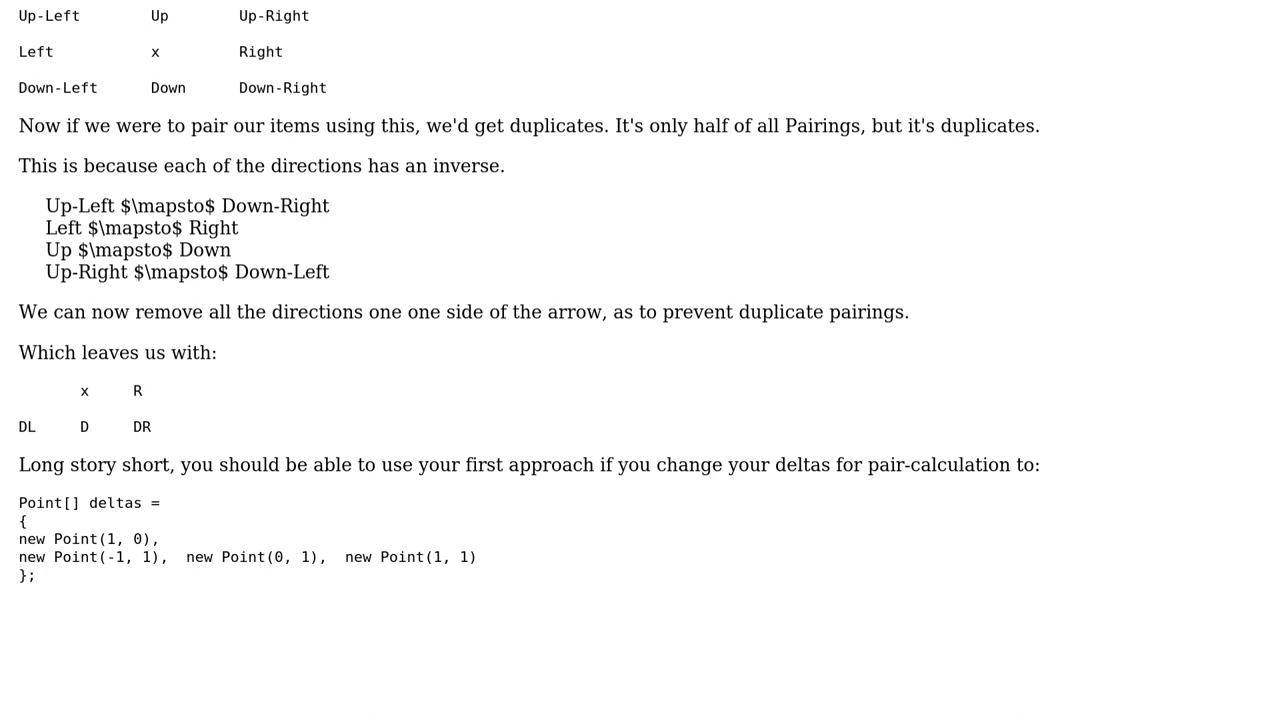 Up-Left Up Up-Right
Left x Right
Down-Left Down Down-Right
Now if we were to pair our items using this, we'd get duplicates. It's only half of all Pairings, but it's duplicates.
This is because each of the directions has an inverse.
Up-Left $\mapsto$ Down-Right
Left $\mapsto$ Right
Up $\mapsto$ Down
Up-Right $\mapsto$ Down-Left
We can now remove all the directions one one side of the arrow, as to prevent duplicate pairings.
Which leaves us with:
x R
DL D DR
Long story short, you should be able to use your first approach if you change your deltas for pair-calculation to:
Point[] deltas =
{
new Point(1, 0),
new Point(-1, 1), new Point(0, 1), new Point(1, 1)
};